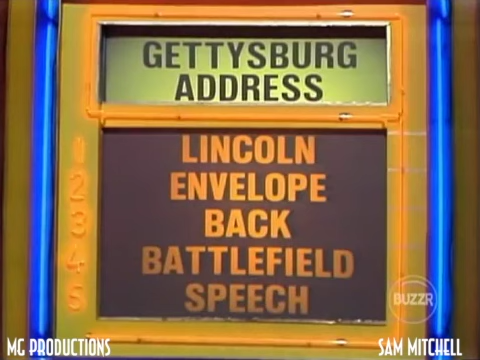 GETTYSBURG
ADDRESS
1 LINCOLN
2 ENVELOPE
3 BACK
4 BATTLEFIELD
5 SPEECH
BUZZR
MG PRODUCTIONS
SAM MITCHELL